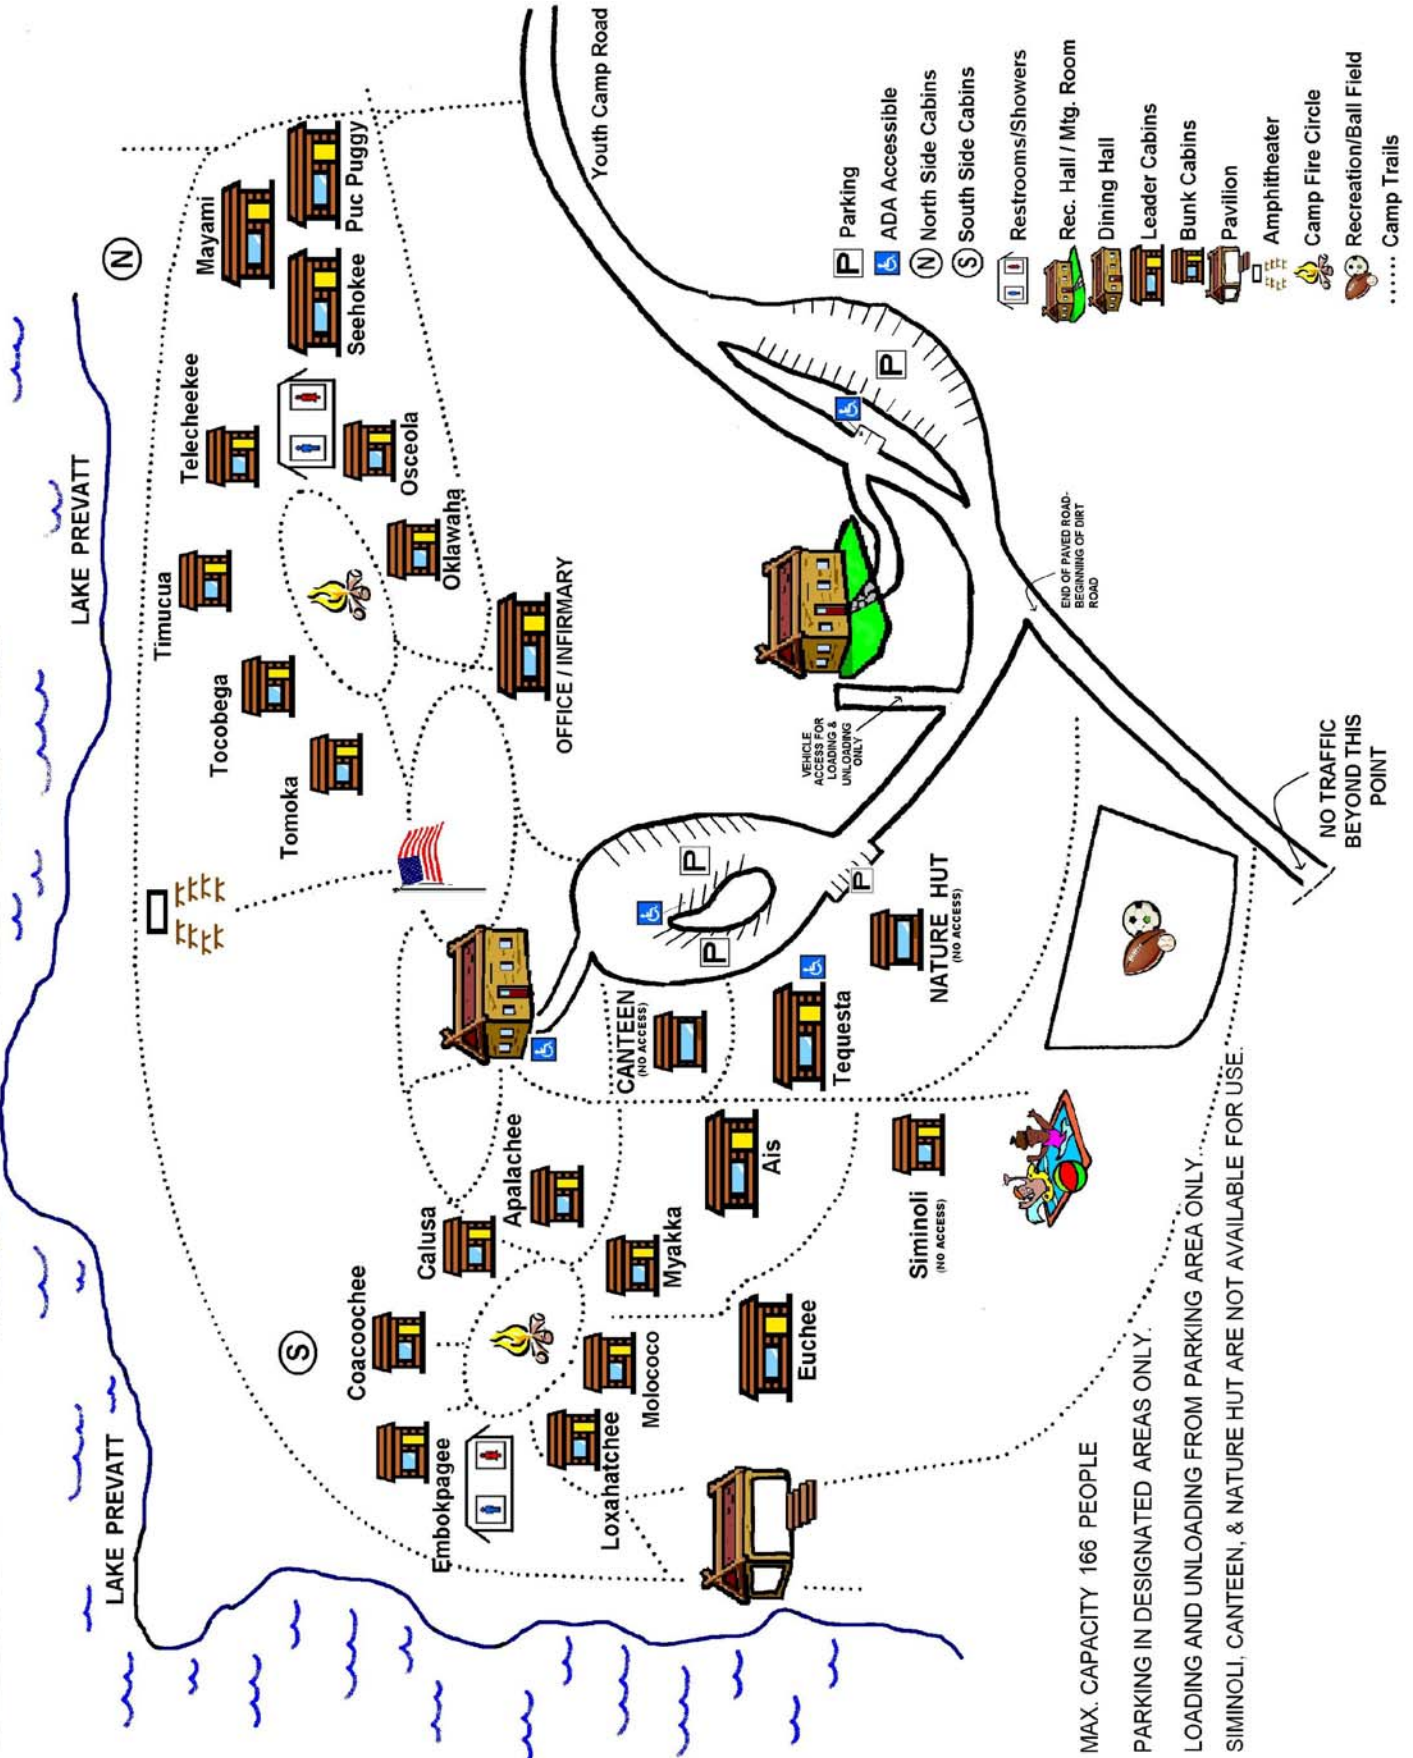 LAKE PREVATT
LAKE PREVATT
N
S
Mayami
Puc Puggy
Seehokee
Telecheekee
Osceola
Oklawaha
Timucua
Tocobega
Tomoka
OFFICE / INFIRMARY
Youth Camp Road
Coacoochee
Calusa
Apalachee
Embokpagee
Loxahatchee
Molococo
Myakka
Ais
Euchee
CANTEEN
(NO ACCESS)
Tequesta
NATURE HUT
(NO ACCESS)
Siminoli
(NO ACCESS)
P
P
P
P
VEHICLE
ACCESS FOR
LOADING &
UNLOADING
ONLY
END OF PAVED ROAD-
BEGINNING OF DIRT
ROAD
NO TRAFFIC
BEYOND THIS
POINT
P Parking
ADA Accessible
N North Side Cabins
S South Side Cabins
Restrooms/Showers
Rec. Hall / Mtg. Room
Dining Hall
Leader Cabins
Bunk Cabins
Pavilion
Amphitheater
Camp Fire Circle
Recreation/Ball Field
Camp Trails
MAX. CAPACITY 166 PEOPLE
PARKING IN DESIGNATED AREAS ONLY.
LOADING AND UNLOADING FROM PARKING AREA ONLY.
SIMINOLI, CANTEEN, & NATURE HUT ARE NOT AVAILABLE FOR USE.